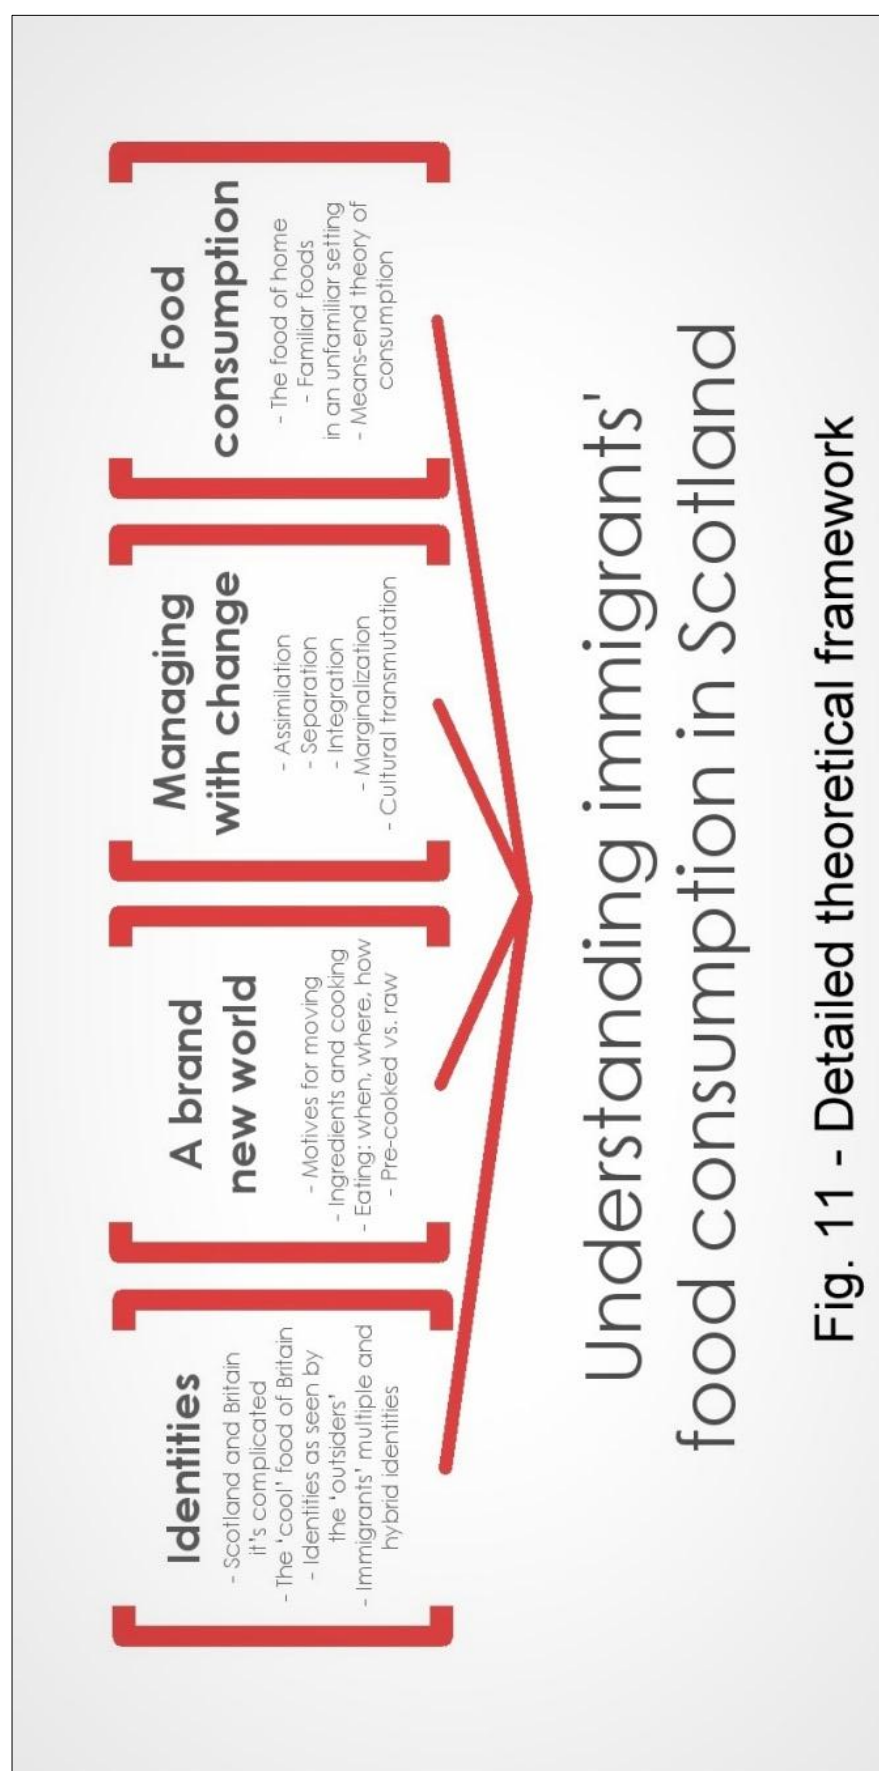 Identities
- Scotland and Britain
it's complicated
- The 'cool' food of Britain
- Identities as seen by
the 'outsiders'
- Immigrants' multiple and
hybrid identities
A brand
new world
- Motives for moving
- Ingredients and cooking
- Eating: when, where, how
- Pre-cooked vs. raw
Managing
with change
- Assimilation
- Separation
- Integration
- Marginalization
- Cultural transmutation
Food
consumption
- The food of home
- Familiar foods
in an unfamiliar setting
- Means-end theory of
consumption
Understanding immigrants'
food consumption in Scotland
Fig. 11 - Detailed theoretical framework